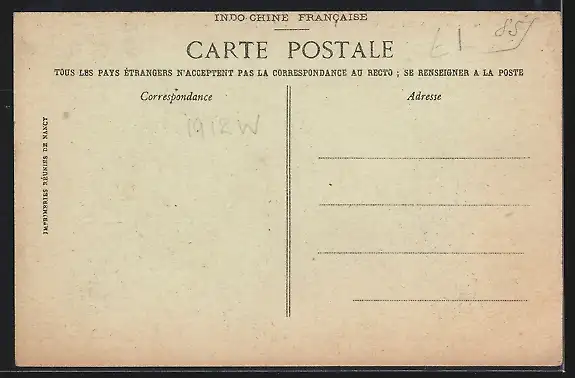 INDO-CHINE FRANÇAISE
CARTE POSTALE
TOUS LES PAYS ÉTRANGERS N'ACCEPTENT PAS LA CORRESPONDANCE AU RECTO ; SE RENSEIGNER A LA POSTE
Correspondance
Adresse
1912W
IMPRIMERIES RÉUNIES DE NANCY